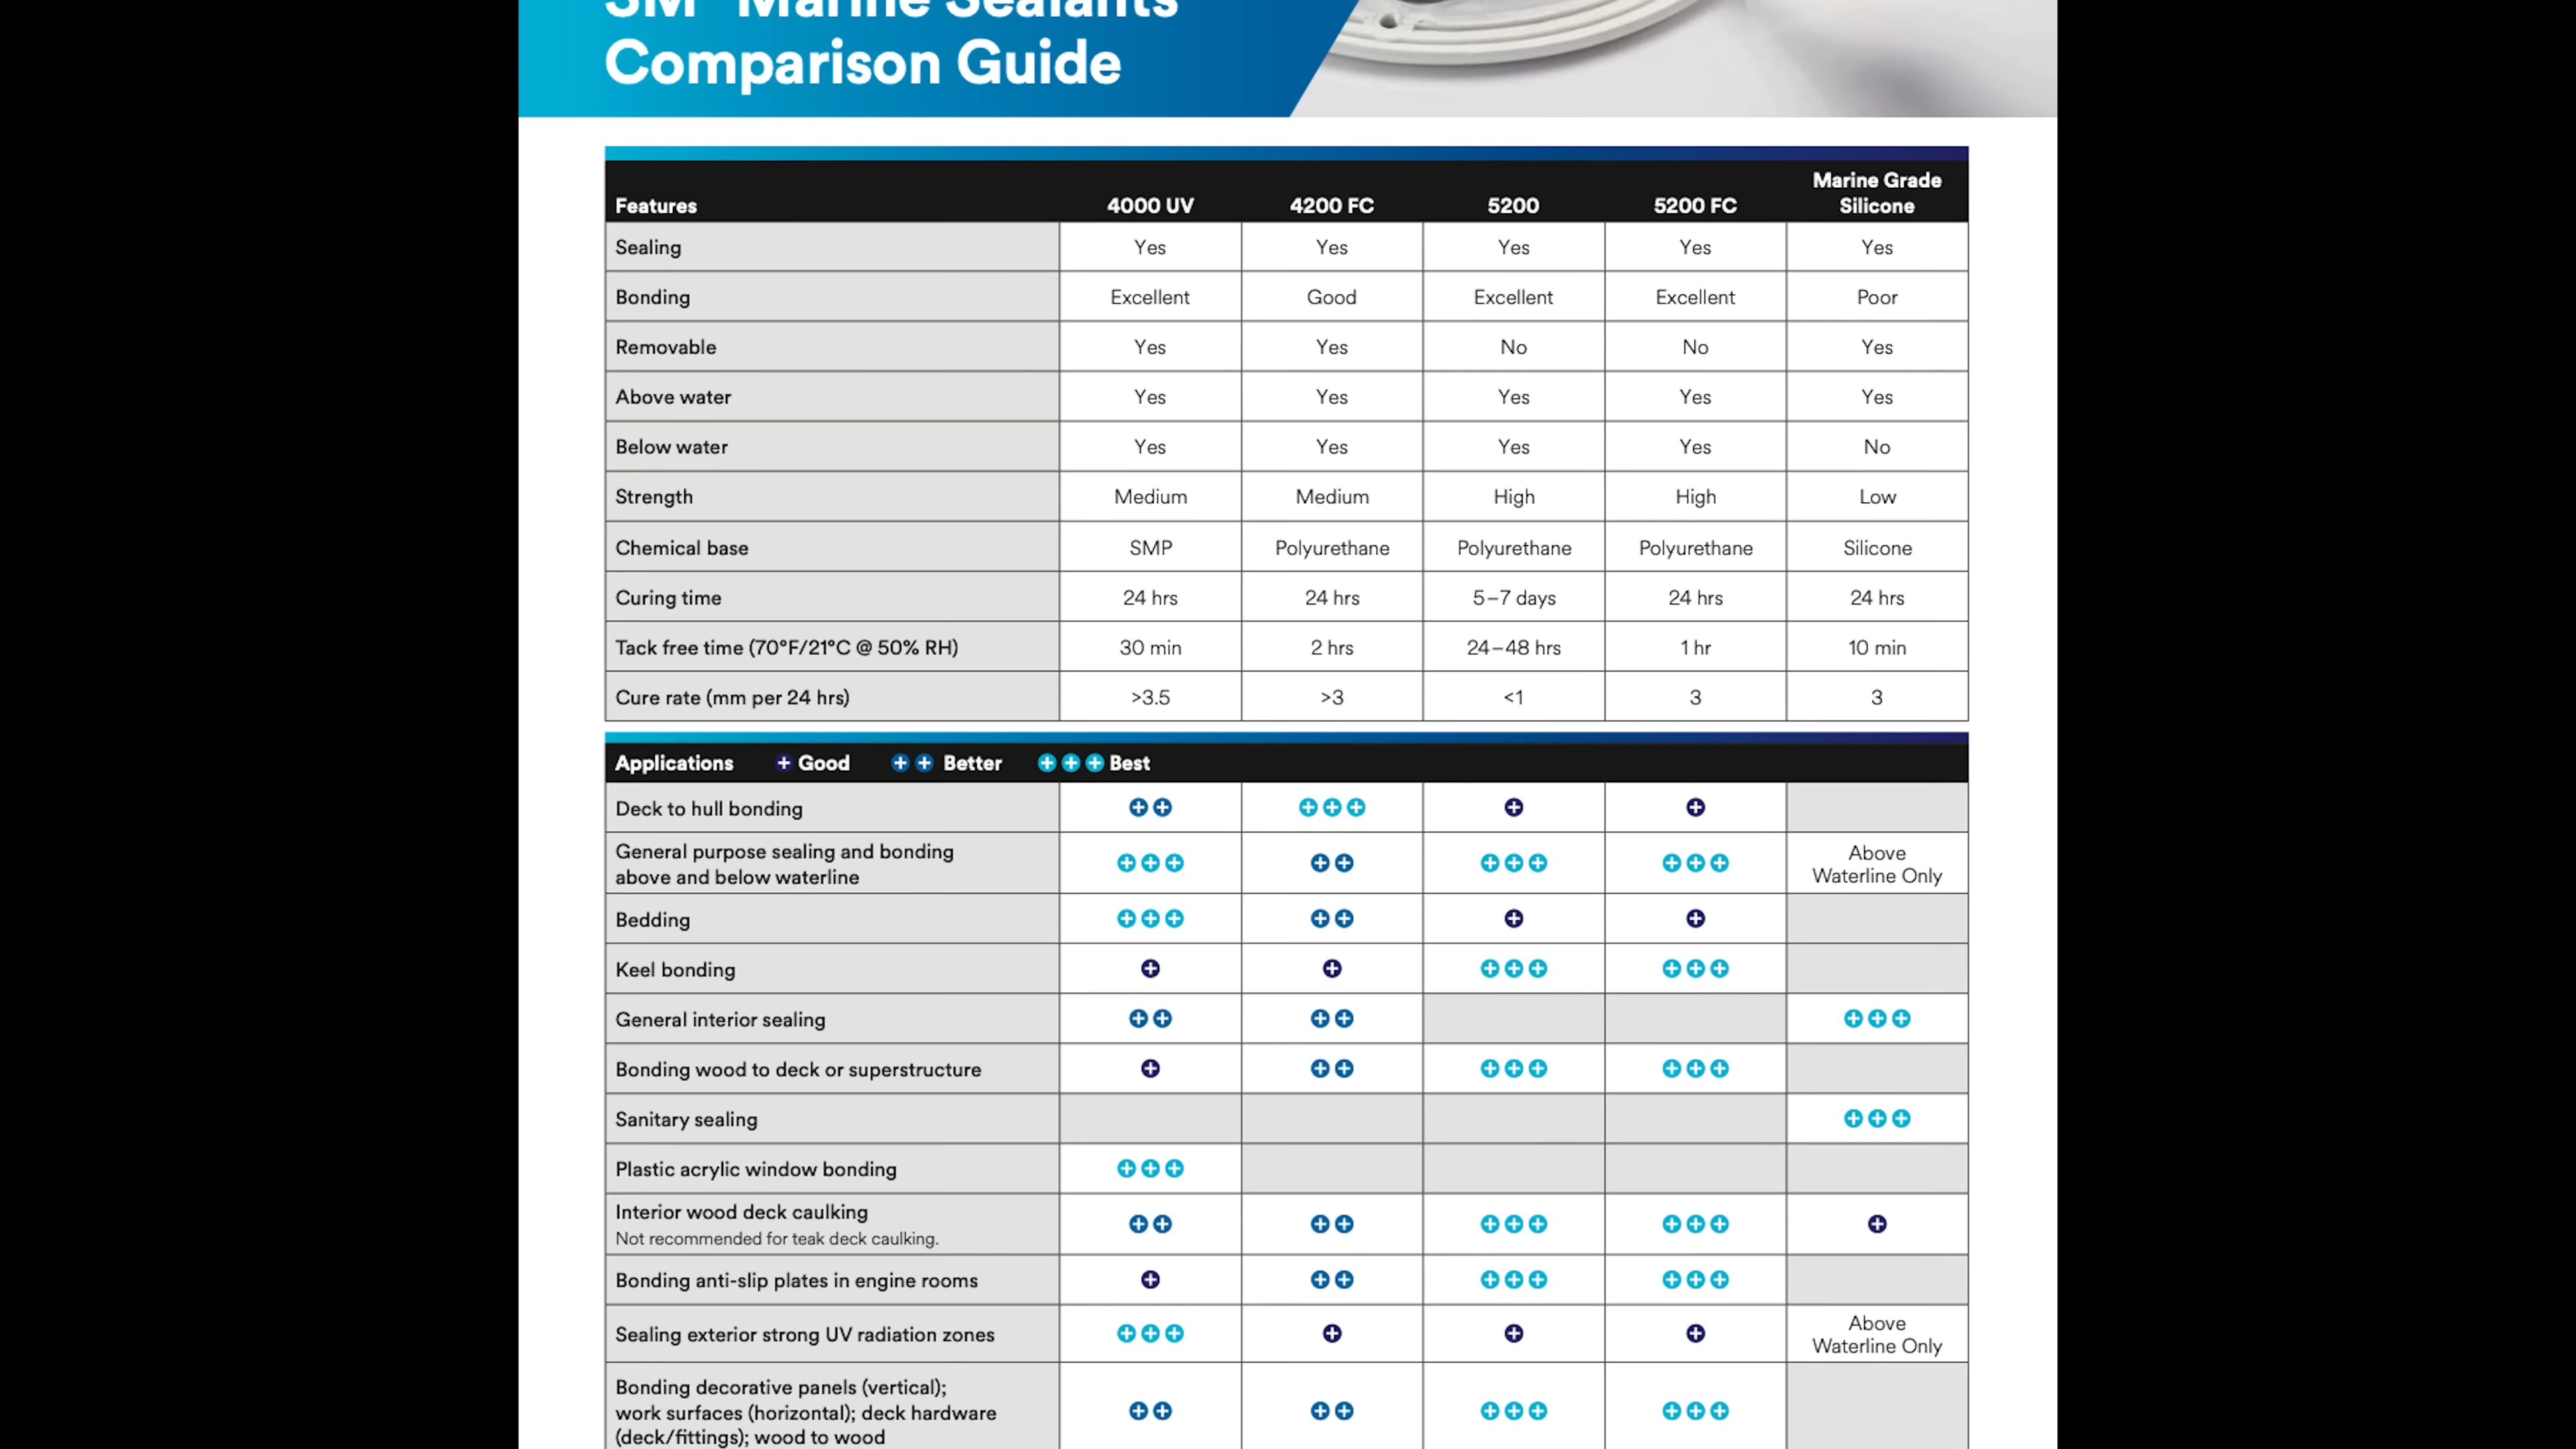 3M Marine Sealants
Comparison Guide
Features 4000 UV 4200 FC 5200 5200 FC Marine Grade Silicone
Sealing Yes Yes Yes Yes Yes
Bonding Excellent Good Excellent Excellent Poor
Removable Yes Yes No No Yes
Above water Yes Yes Yes Yes Yes
Below water Yes Yes Yes Yes No
Strength Medium Medium High High Low
Chemical base SMP Polyurethane Polyurethane Polyurethane Silicone
Curing time 24 hrs 24 hrs 5–7 days 24 hrs 24 hrs
Tack free time (70°F/21°C @ 50% RH) 30 min 2 hrs 24–48 hrs 1 hr 10 min
Cure rate (mm per 24 hrs) >3.5 >3 <1 3 3
Applications + Good ++ Better +++ Best
Deck to hull bonding ++ +++ + +
General purpose sealing and bonding
above and below waterline +++ ++ +++ +++ Above Waterline Only
Bedding +++ ++ + +
Keel bonding + + +++ +++
General interior sealing ++ ++ +++
Bonding wood to deck or superstructure + ++ +++ +++
Sanitary sealing +++
Plastic acrylic window bonding +++
Interior wood deck caulking ++ ++ +++ +++ +
Not recommended for teak deck caulking.
Bonding anti-slip plates in engine rooms + ++ +++ +++
Sealing exterior strong UV radiation zones +++ + + + Above Waterline Only
Bonding decorative panels (vertical);
work surfaces (horizontal); deck hardware ++ ++ +++ +++
(deck/fittings); wood to wood